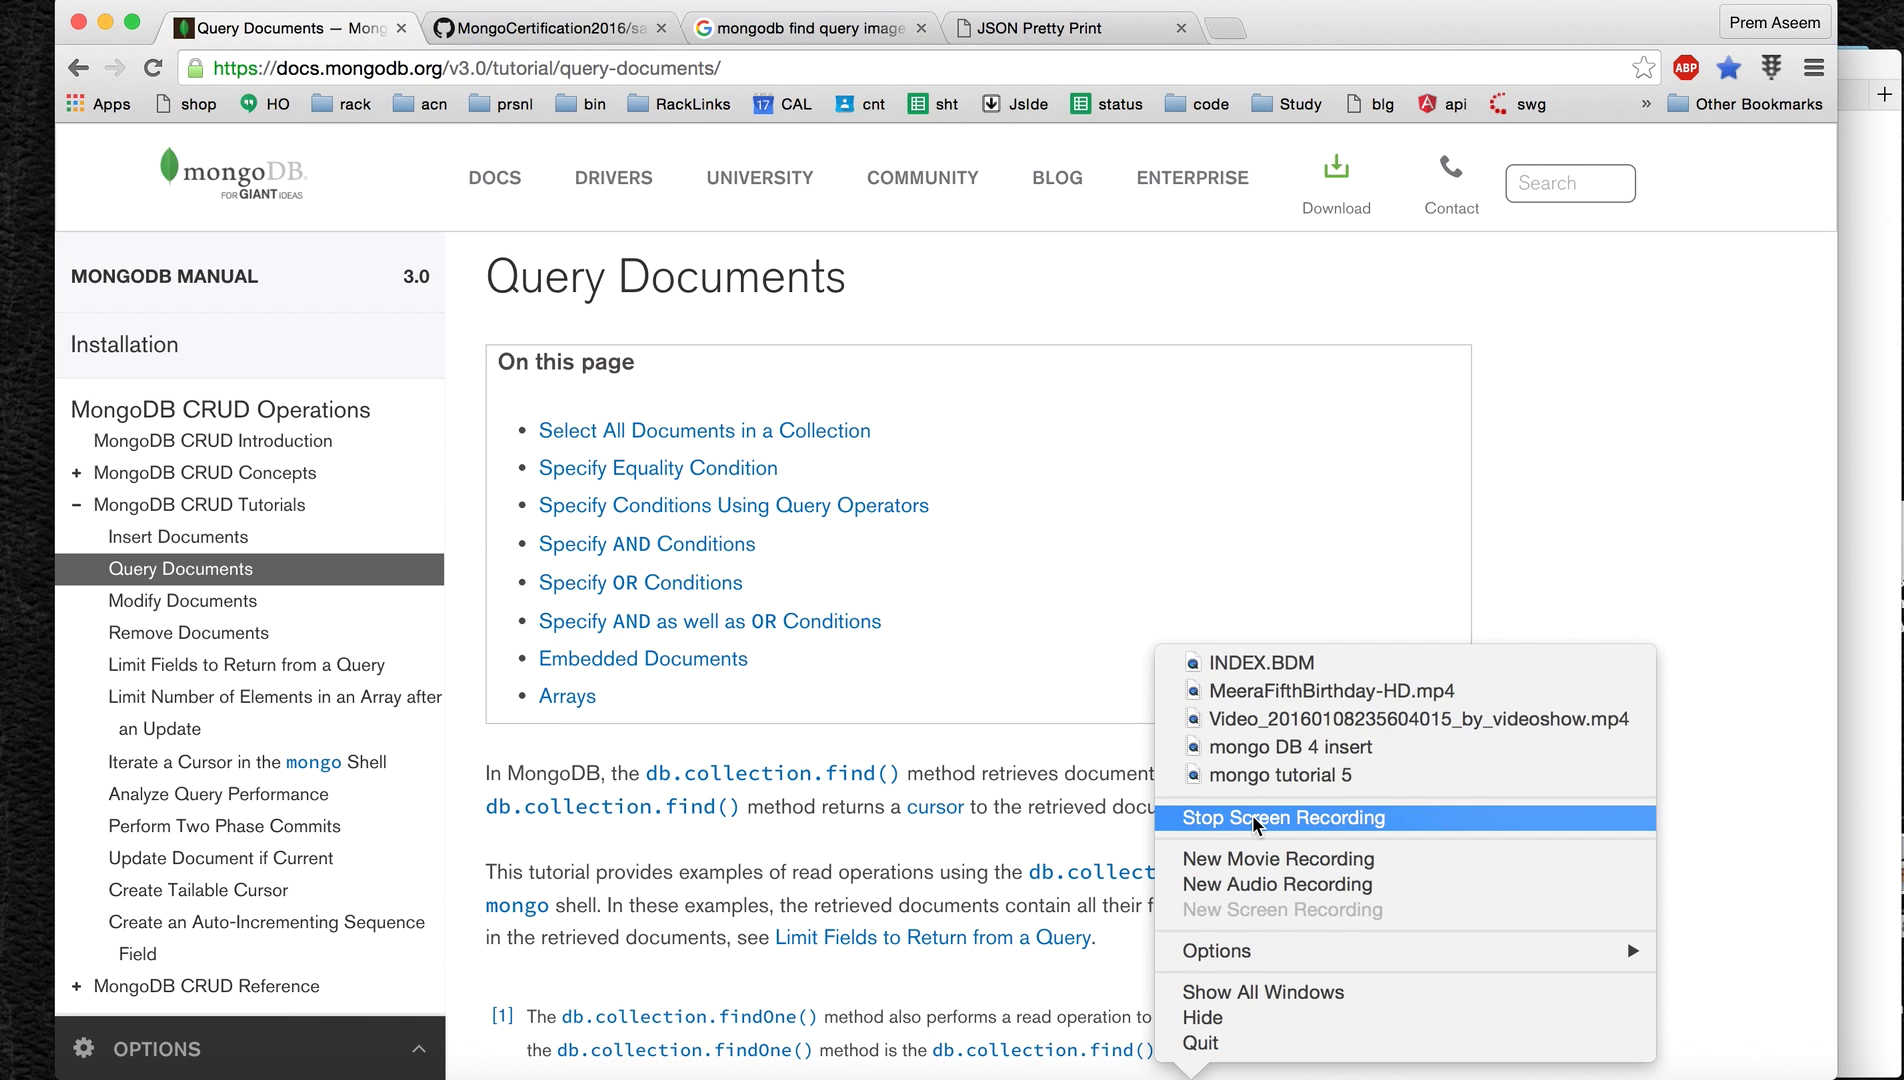 Query Documents — Mong
MongoCertification2016/sa
mongodb find query image
JSON Pretty Print
Prem Aseem
https://docs.mongodb.org/v3.0/tutorial/query-documents/
ABP
Apps shop HO rack acn prsnl bin RackLinks 17 CAL cnt sht JsIde status code Study blg api swg » Other Bookmarks
mongoDB.
FOR GIANT IDEAS
DOCS DRIVERS UNIVERSITY COMMUNITY BLOG ENTERPRISE
Download
Contact
Search
MONGODB MANUAL 3.0
Installation
MongoDB CRUD Operations
MongoDB CRUD Introduction
+ MongoDB CRUD Concepts
– MongoDB CRUD Tutorials
Insert Documents
Query Documents
Modify Documents
Remove Documents
Limit Fields to Return from a Query
Limit Number of Elements in an Array after
an Update
Iterate a Cursor in the mongo Shell
Analyze Query Performance
Perform Two Phase Commits
Update Document if Current
Create Tailable Cursor
Create an Auto-Incrementing Sequence
Field
+ MongoDB CRUD Reference
OPTIONS
Query Documents
On this page
• Select All Documents in a Collection
• Specify Equality Condition
• Specify Conditions Using Query Operators
• Specify AND Conditions
• Specify OR Conditions
• Specify AND as well as OR Conditions
• Embedded Documents
• Arrays
In MongoDB, the db.collection.find() method retrieves document
db.collection.find() method returns a cursor to the retrieved docu
This tutorial provides examples of read operations using the db.collect
mongo shell. In these examples, the retrieved documents contain all their f
in the retrieved documents, see Limit Fields to Return from a Query.
[1] The db.collection.findOne() method also performs a read operation to
the db.collection.findOne() method is the db.collection.find()
INDEX.BDM
MeeraFifthBirthday-HD.mp4
Video_20160108235604015_by_videoshow.mp4
mongo DB 4 insert
mongo tutorial 5
Stop Screen Recording
New Movie Recording
New Audio Recording
New Screen Recording
Options
Show All Windows
Hide
Quit